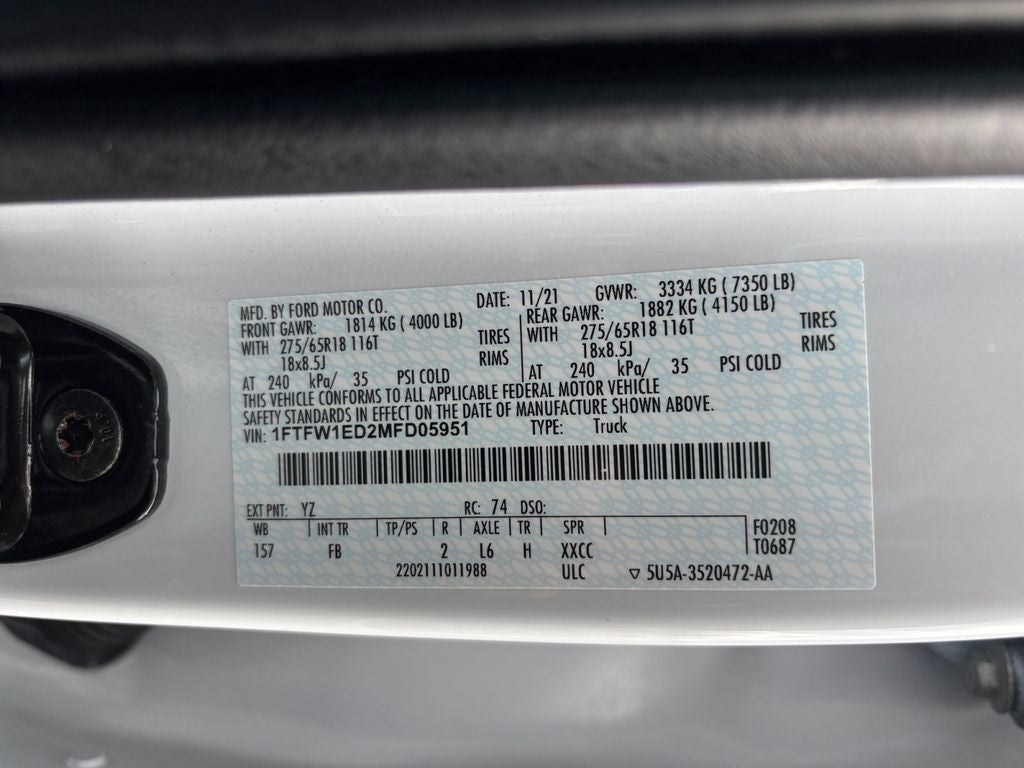 MFD. BY FORD MOTOR CO. DATE: 11/21 GVWR: 3334 KG ( 7350 LB)
FRONT GAWR: 1814 KG ( 4000 LB) REAR GAWR: 1882 KG ( 4150 LB)
WITH 275/65R18 116T TIRES WITH 275/65R18 116T TIRES
18x8.5J RIMS 18x8.5J RIMS
AT 240 kPa/ 35 PSI COLD AT 240 kPa/ 35 PSI COLD
THIS VEHICLE CONFORMS TO ALL APPLICABLE FEDERAL MOTOR VEHICLE
SAFETY STANDARDS IN EFFECT ON THE DATE OF MANUFACTURE SHOWN ABOVE.
VIN: 1FTFW1ED2MFD05951 TYPE: Truck
EXT PNT: YZ RC: 74 DSO:
WB INT TR TP/PS R AXLE TR SPR F0208
157 FB 2 L6 H XXCC T0687
2202111011988 ULC ▽ 5U5A-3520472-AA